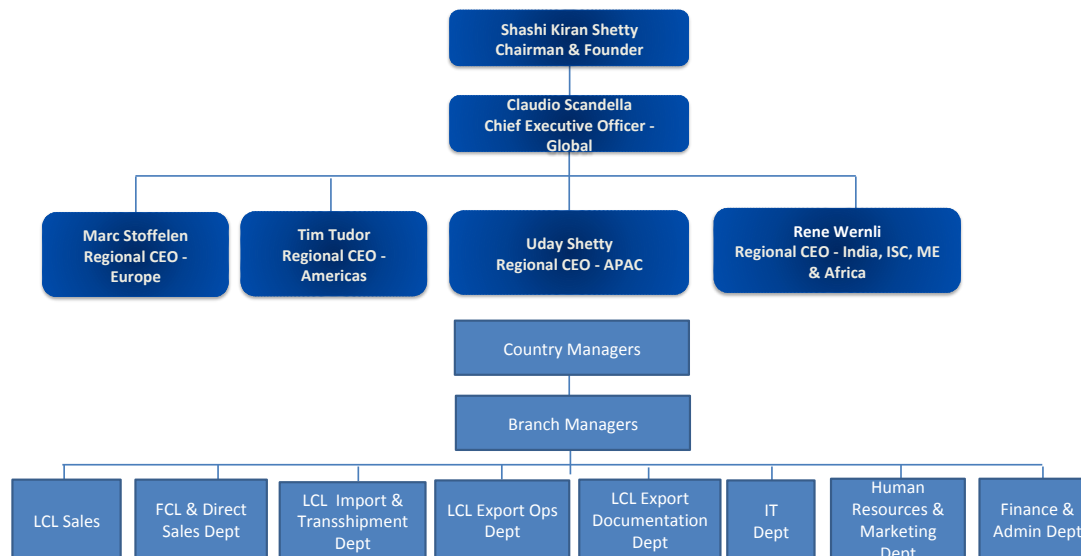 Shashi Kiran Shetty
Chairman & Founder
Claudio Scandella
Chief Executive Officer -
Global
Marc Stoffelen
Regional CEO -
Europe
Tim Tudor
Regional CEO -
Americas
Uday Shetty
Regional CEO - APAC
Rene Wernli
Regional CEO - India, ISC, ME
& Africa
Country Managers
Branch Managers
LCL Sales
FCL & Direct
Sales Dept
LCL Import &
Transshipment
Dept
LCL Export Ops
Dept
LCL Export
Documentation
Dept
IT
Dept
Human
Resources &
Marketing
Dept
Finance &
Admin Dept